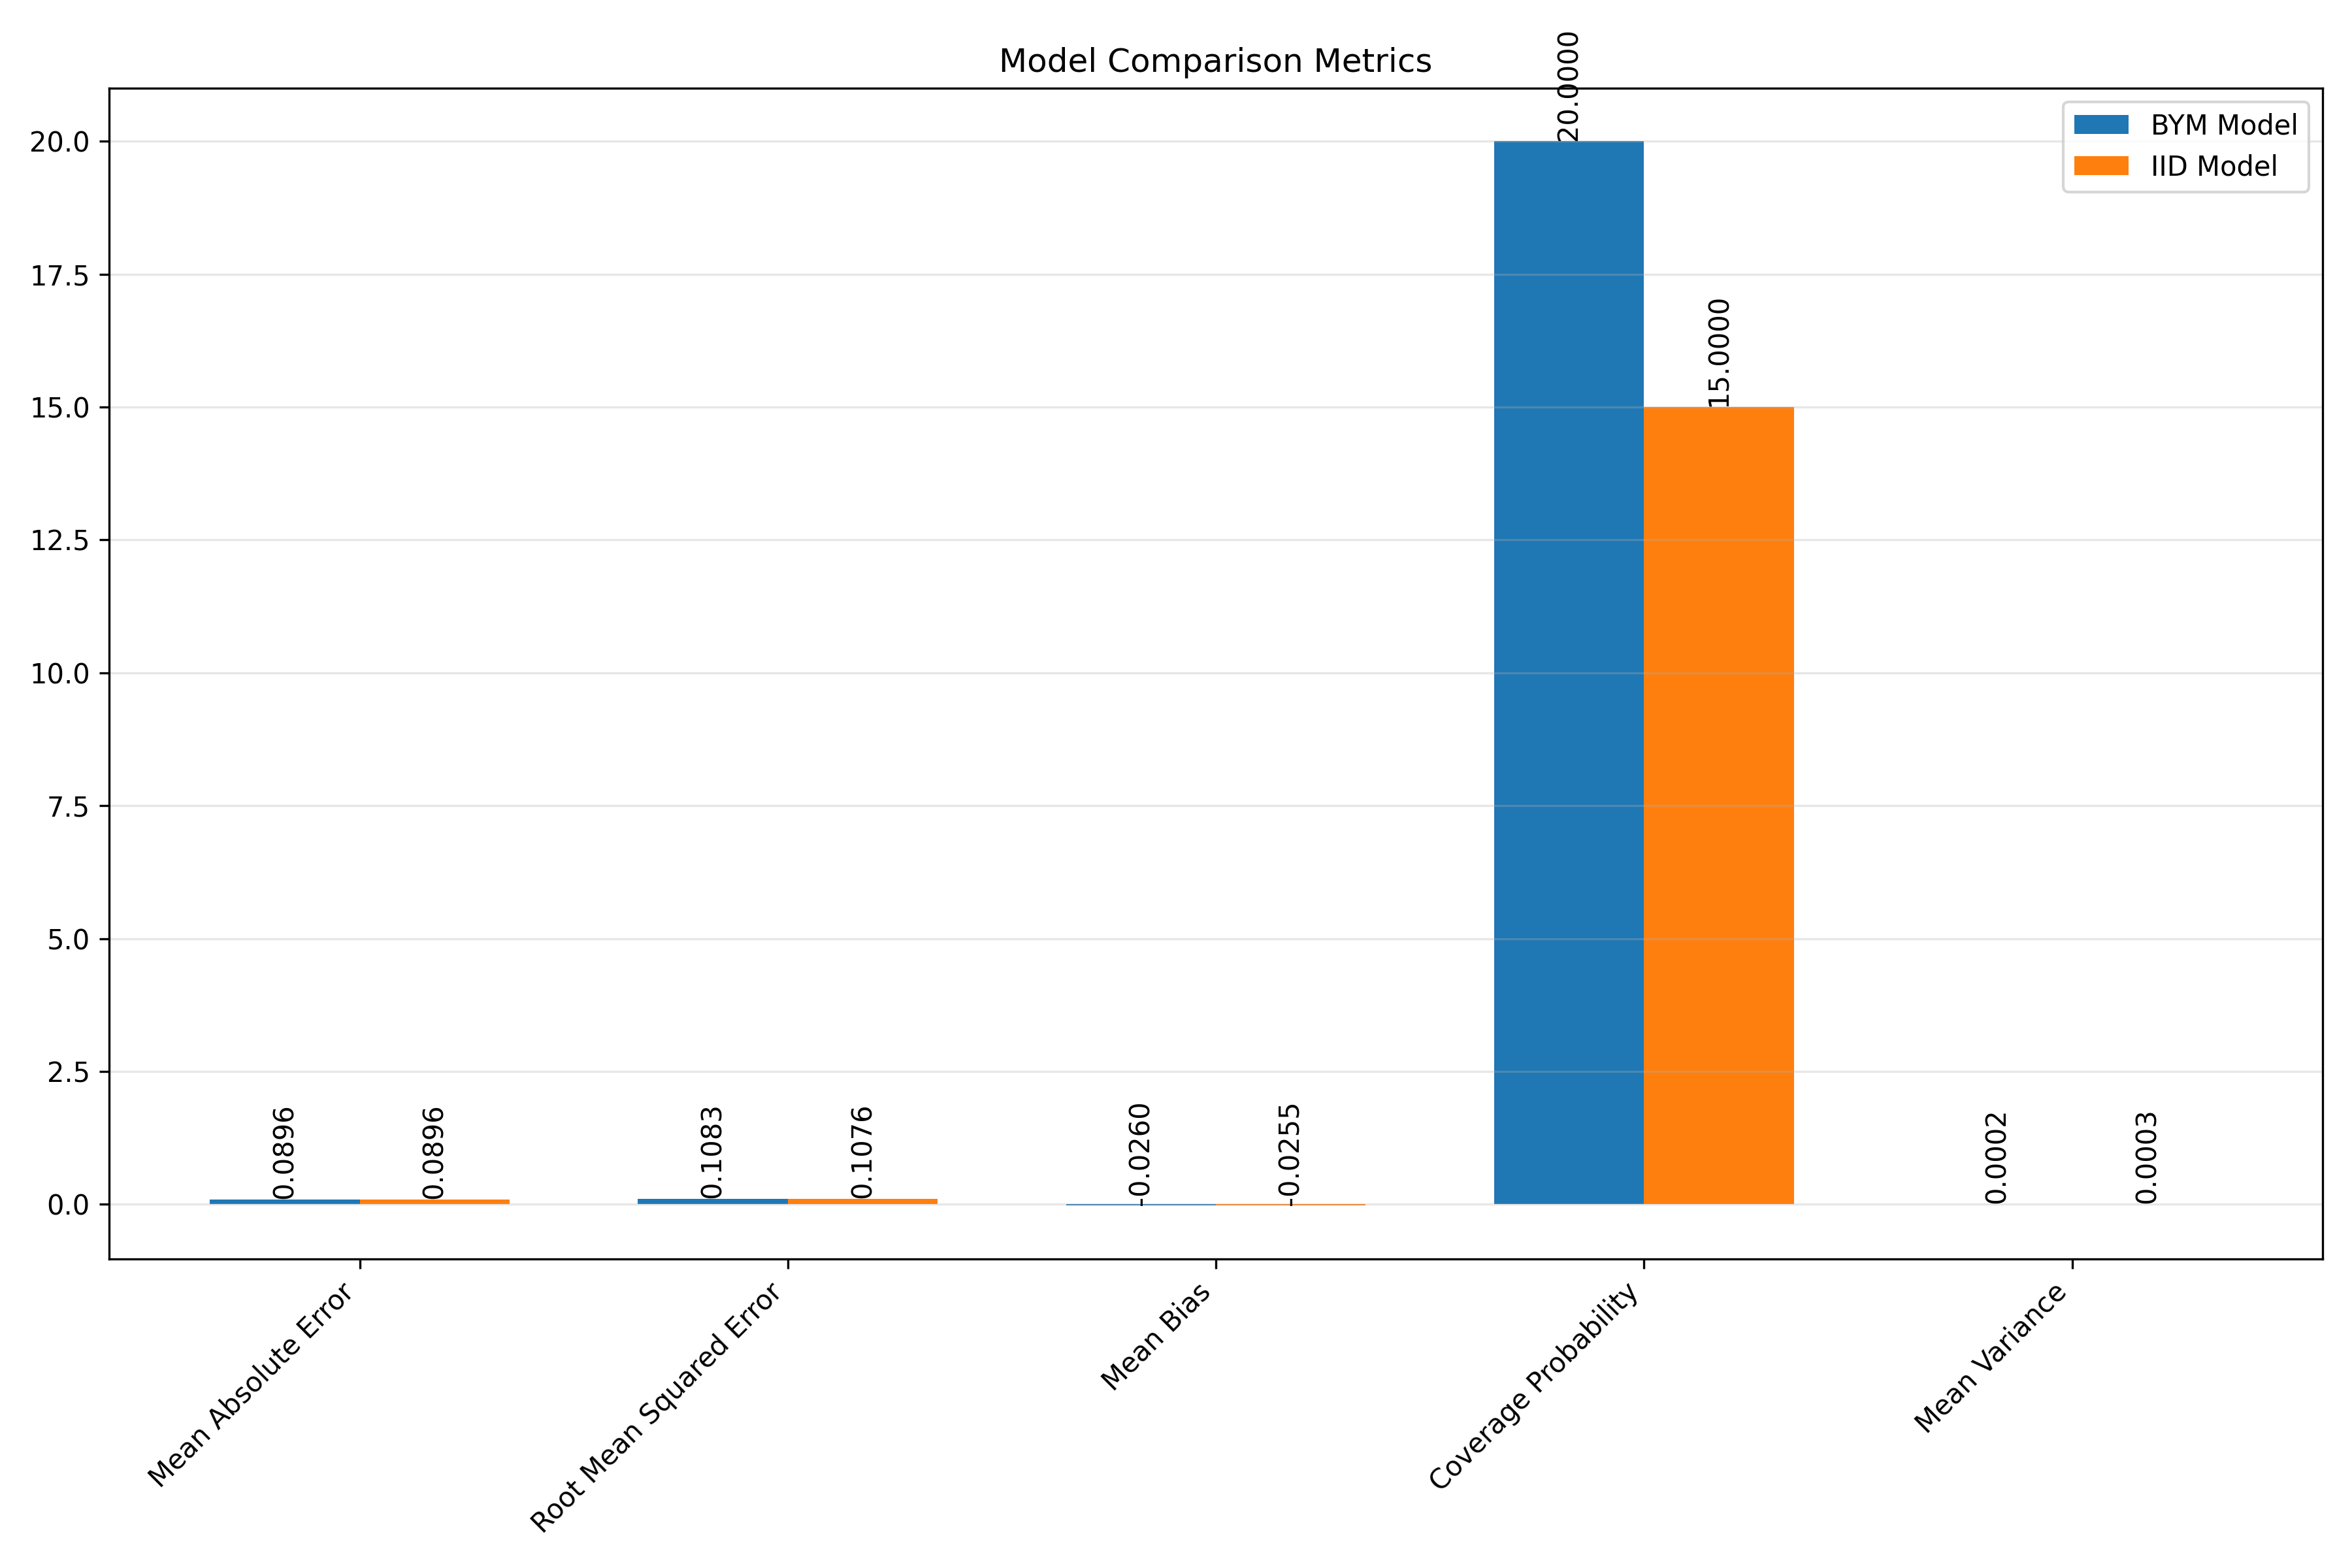 Model Comparison Metrics
BYM Model
IID Model
20.0
17.5
15.0
12.5
10.0
7.5
5.0
2.5
0.0
0.0896
0.0896
0.1083
0.1076
-0.0260
-0.0255
20.0000
15.0000
0.0002
0.0003
Mean Absolute Error
Root Mean Squared Error
Mean Bias
Coverage Probability
Mean Variance